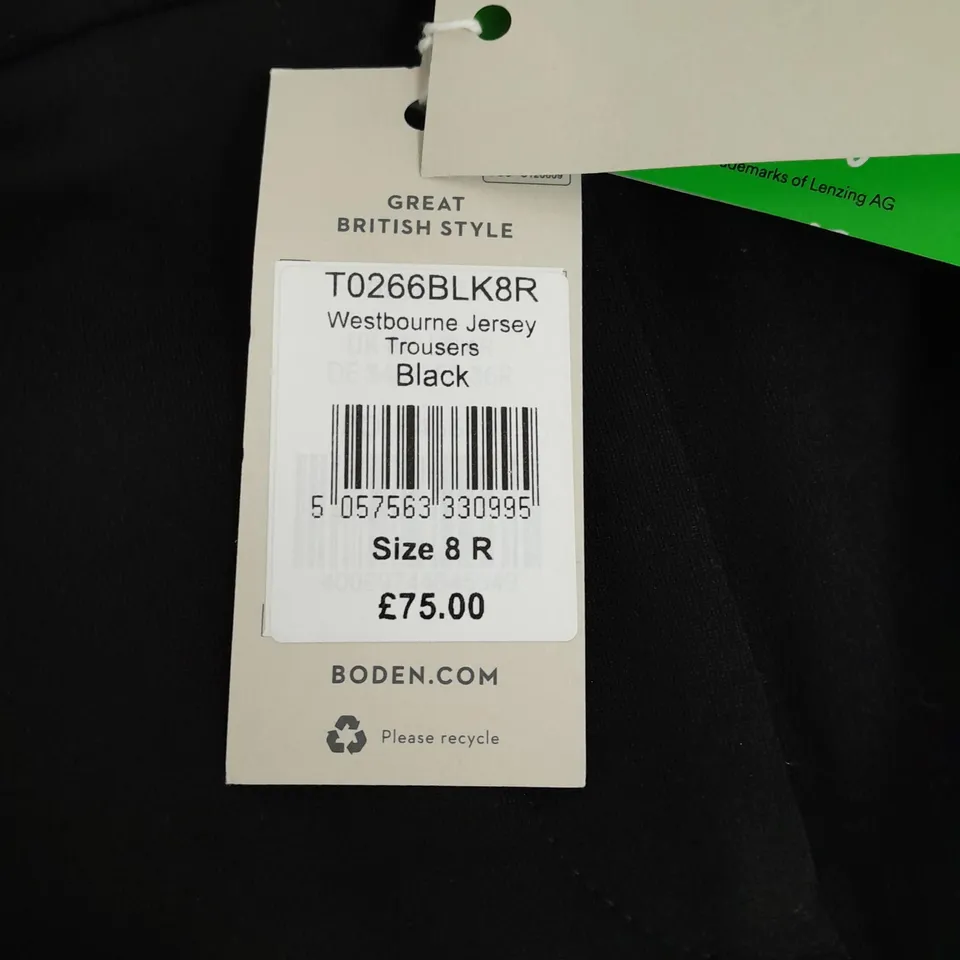 demarks of Lenzing AG
GREAT
BRITISH STYLE
T0266BLK8R
Westbourne Jersey
Trousers
Black
5 057563 330995
Size 8 R
£75.00
BODEN.COM
Please recycle